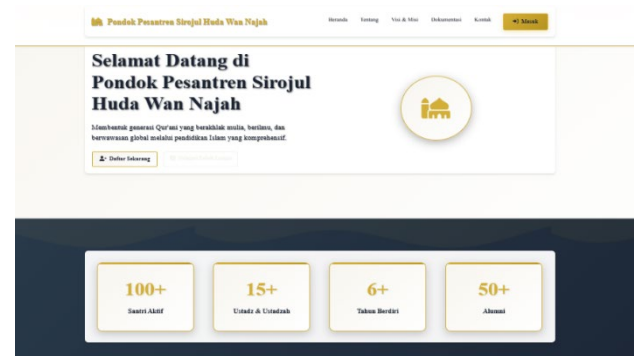 Pondok Pesantren Sirojul Huda Wan Najah
Beranda Tentang Visi & Misi Dokumentasi Kontak Masuk
Selamat Datang di
Pondok Pesantren Sirojul
Huda Wan Najah
Membentuk generasi Qur'ani yang berakhlak mulia, berilmu, dan
berwawasan global melalui pendidikan Islam yang komprehensif.
Daftar Sekarang
100+ 15+ 6+ 50+
Santri Aktif Ustadz & Ustadzah Tahun Berdiri Alumni